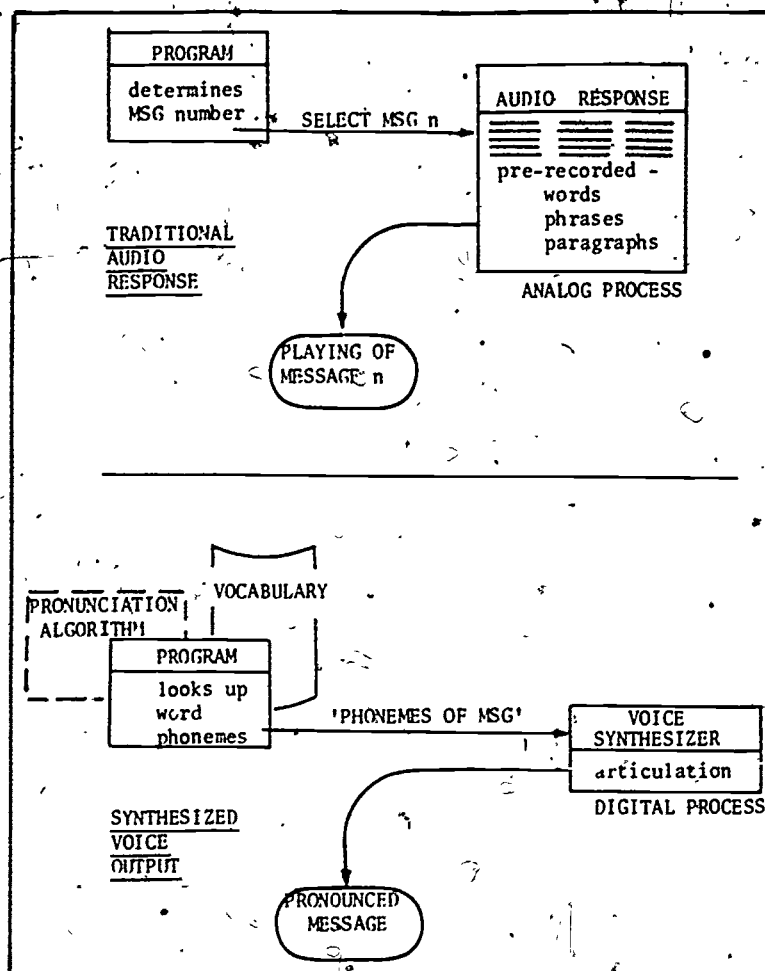 PROGRAM
determines
MSG number
SELECT MSG n
AUDIO RESPONSE
pre-recorded -
words
phrases
paragraphs
ANALOG PROCESS
TRADITIONAL
AUDIO
RESPONSE
PLAYING OF
MESSAGE n
VOCABULARY
PRONUNCIATION
ALGORITHM
PROGRAM
looks up
word
phonemes
'PHONEMES OF MSG'
VOICE
SYNTHESIZER
articulation
DIGITAL PROCESS
SYNTHESIZED
VOICE
OUTPUT
PRONOUNCED
MESSAGE